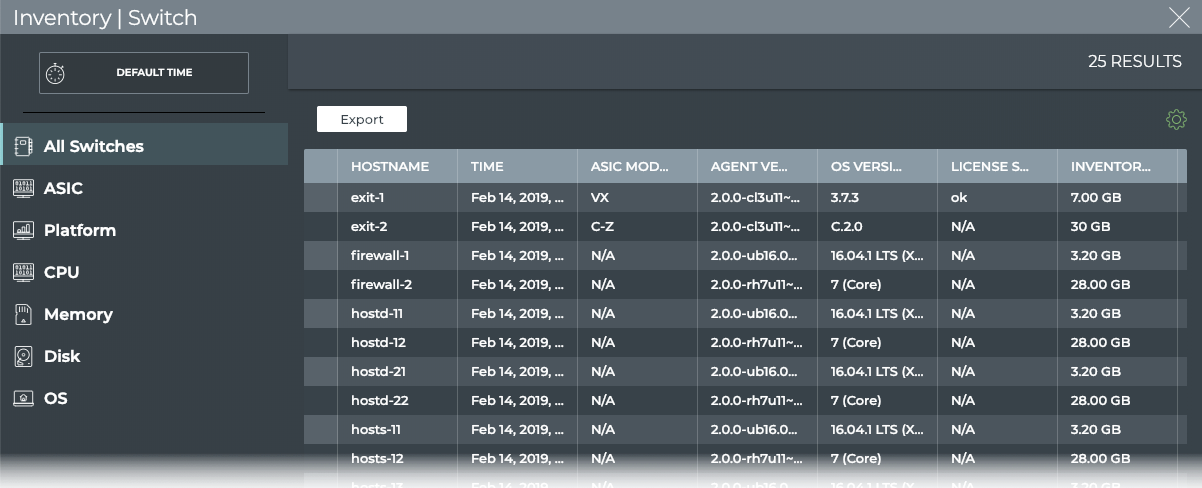 Inventory | Switch
DEFAULT TIME
25 RESULTS
Export
All Switches
ASIC
Platform
CPU
Memory
Disk
OS
HOSTNAME TIME ASIC MOD... AGENT VE... OS VERSI... LICENSE S... INVENTOR...
exit-1 Feb 14, 2019, ... VX 2.0.0-cl3u11~... 3.7.3 ok 7.00 GB
exit-2 Feb 14, 2019, ... C-Z 2.0.0-cl3u11~... C.2.0 N/A 30 GB
firewall-1 Feb 14, 2019, ... N/A 2.0.0-ub16.0... 16.04.1 LTS (X... N/A 3.20 GB
firewall-2 Feb 14, 2019, ... N/A 2.0.0-rh7u11~... 7 (Core) N/A 28.00 GB
hostd-11 Feb 14, 2019, ... N/A 2.0.0-ub16.0... 16.04.1 LTS (X... N/A 3.20 GB
hostd-12 Feb 14, 2019, ... N/A 2.0.0-rh7u11~... 7 (Core) N/A 28.00 GB
hostd-21 Feb 14, 2019, ... N/A 2.0.0-ub16.0... 16.04.1 LTS (X... N/A 3.20 GB
hostd-22 Feb 14, 2019, ... N/A 2.0.0-rh7u11~... 7 (Core) N/A 28.00 GB
hosts-11 Feb 14, 2019, ... N/A 2.0.0-ub16.0... 16.04.1 LTS (X... N/A 3.20 GB
hosts-12 Feb 14, 2019, ... N/A 2.0.0-rh7u11~... 7 (Core) N/A 28.00 GB